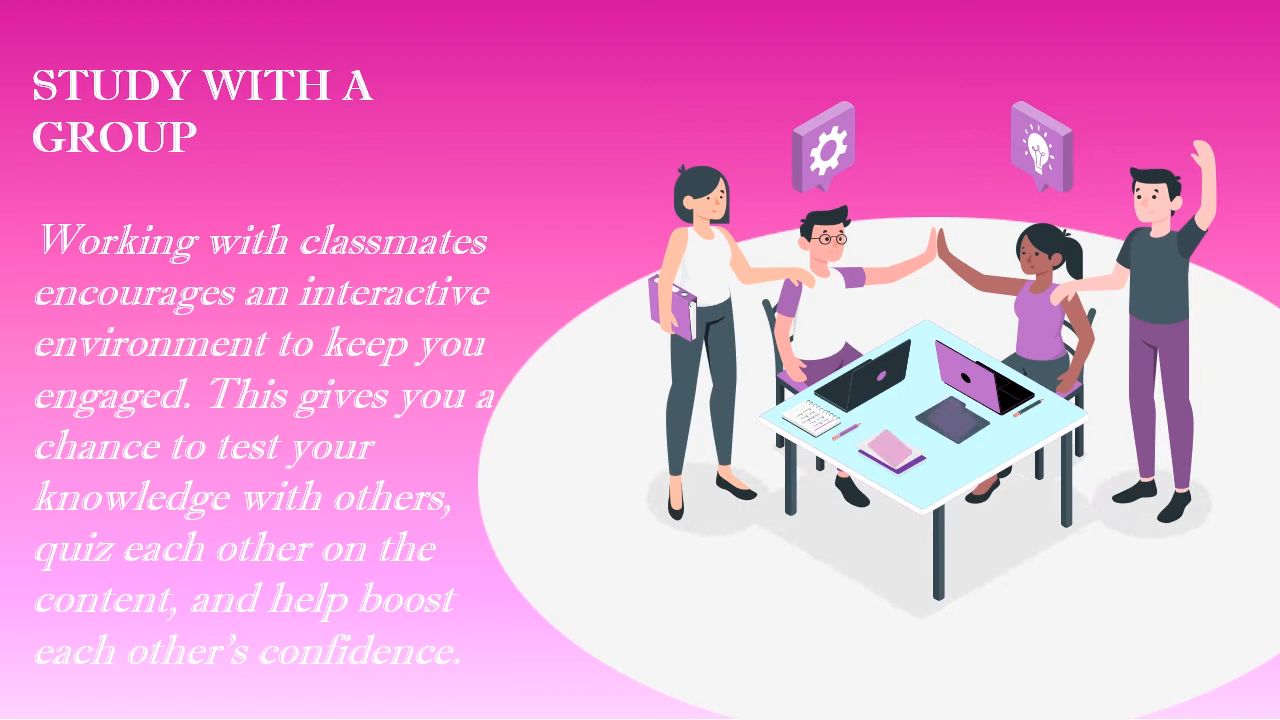 STUDY WITH A
GROUP
Working with classmates
encourages an interactive
environment to keep you
engaged. This gives you a
chance to test your
knowledge with others,
quiz each other on the
content, and help boost
each other’s confidence.